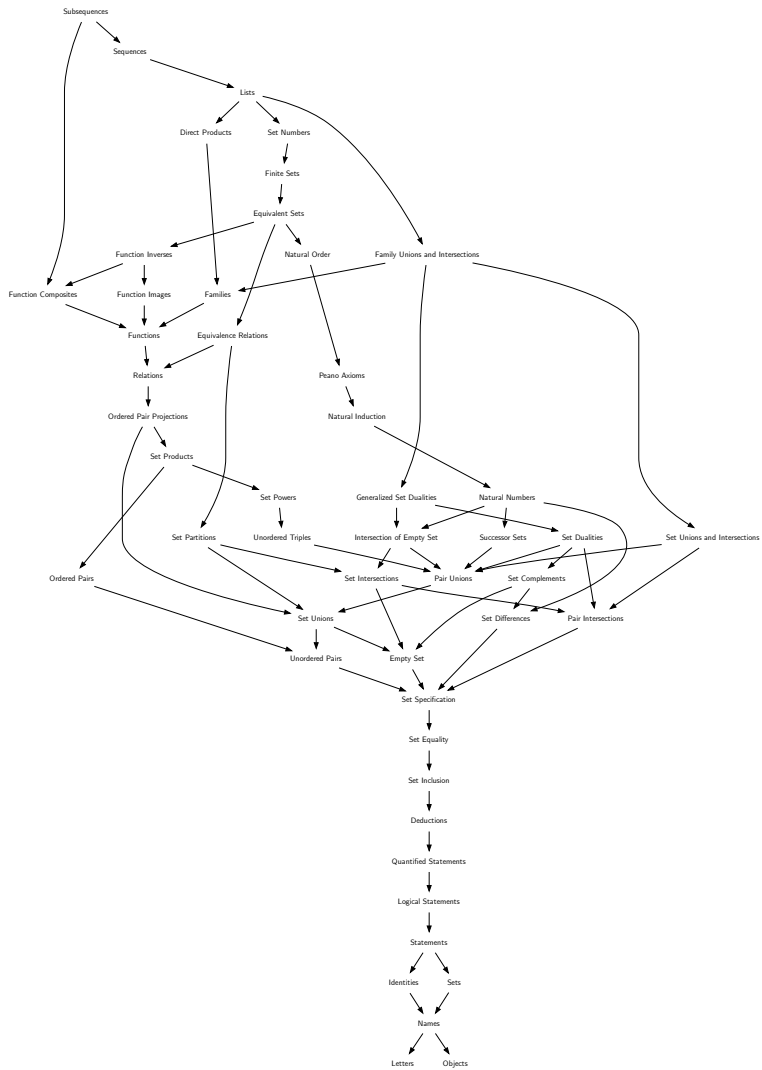 Subsequences
Sequences
Lists
Direct Products
Set Numbers
Finite Sets
Equivalent Sets
Function Inverses
Natural Order
Family Unions and Intersections
Function Composites
Function Images
Families
Functions
Equivalence Relations
Relations
Peano Axioms
Ordered Pair Projections
Natural Induction
Set Products
Set Powers
Generalized Set Dualities
Natural Numbers
Set Partitions
Unordered Triples
Intersection of Empty Set
Successor Sets
Set Dualities
Set Unions and Intersections
Ordered Pairs
Set Intersections
Pair Unions
Set Complements
Set Unions
Set Differences
Pair Intersections
Unordered Pairs
Empty Set
Set Specification
Set Equality
Set Inclusion
Deductions
Quantified Statements
Logical Statements
Statements
Identities
Sets
Names
Letters
Objects